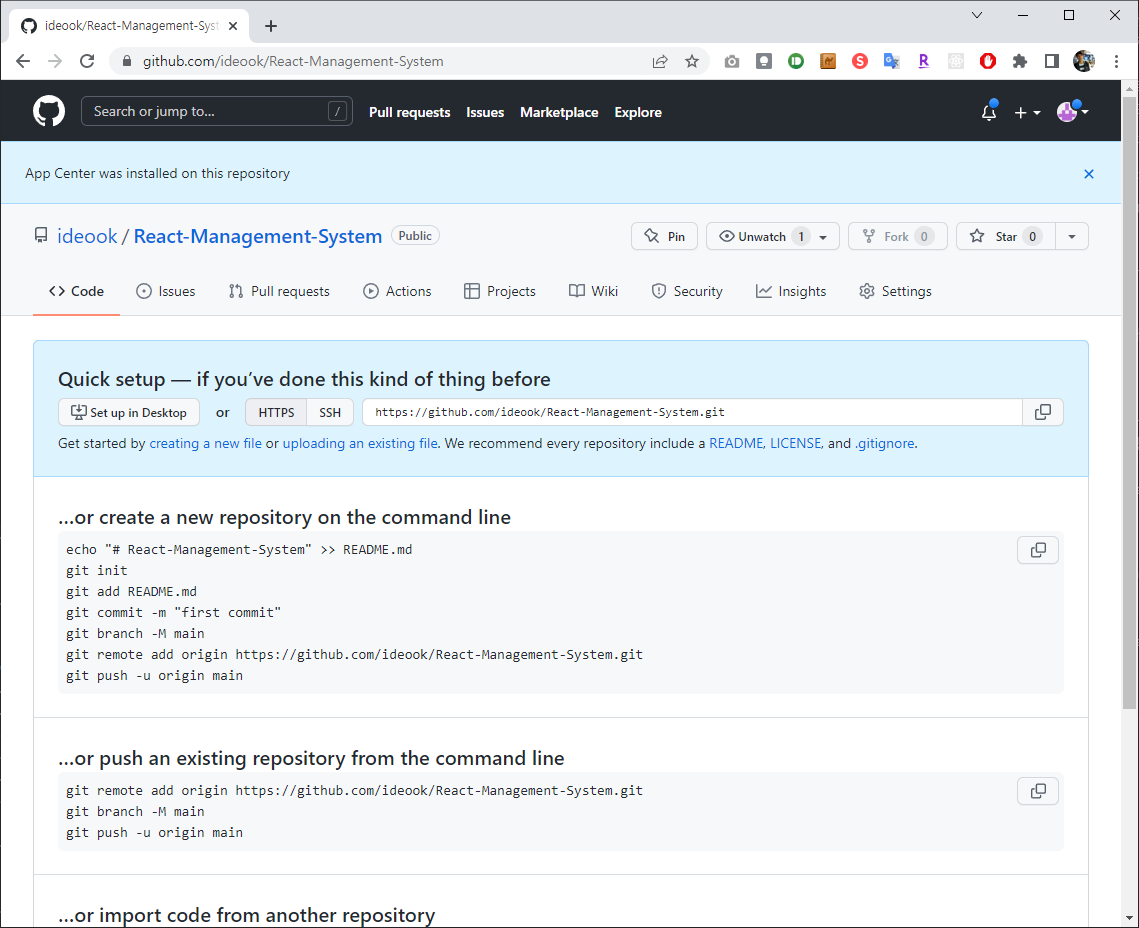 ideook/React-Management-Syst
github.com/ideook/React-Management-System
Search or jump to...
/
Pull requests
Issues
Marketplace
Explore
App Center was installed on this repository
ideook / React-Management-System
Public
Pin
Unwatch 1
Fork 0
Star 0
Code
Issues
Pull requests
Actions
Projects
Wiki
Security
Insights
Settings
Quick setup — if you’ve done this kind of thing before
Set up in Desktop
or
HTTPS
SSH
https://github.com/ideook/React-Management-System.git
Get started by creating a new file or uploading an existing file. We recommend every repository include a README, LICENSE, and .gitignore.
…or create a new repository on the command line
echo "# React-Management-System" >> README.md
git init
git add README.md
git commit -m "first commit"
git branch -M main
git remote add origin https://github.com/ideook/React-Management-System.git
git push -u origin main
…or push an existing repository from the command line
git remote add origin https://github.com/ideook/React-Management-System.git
git branch -M main
git push -u origin main
…or import code from another repository